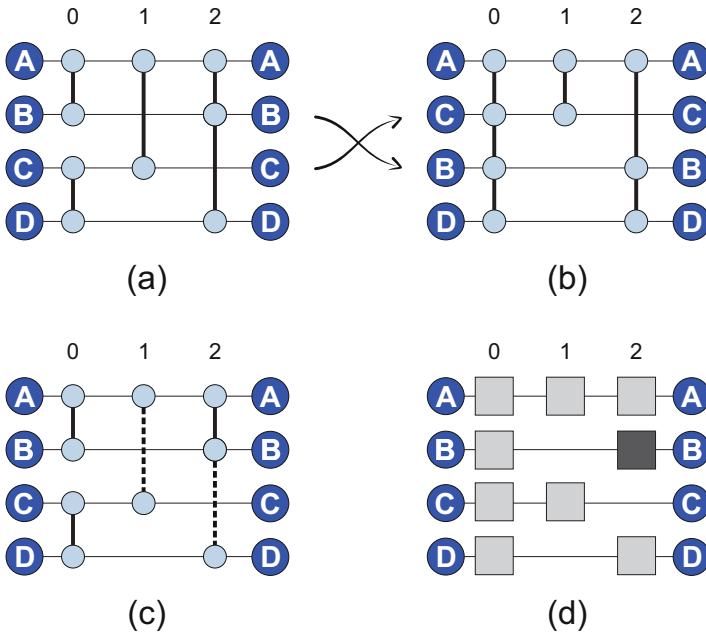 0 1 2 0 1 2
A A A A
B B C C
C C B B
D D D D
(a) (b)
0 1 2 0 1 2
A A A A
B B B B
C C C C
D D D D
(c) (d)